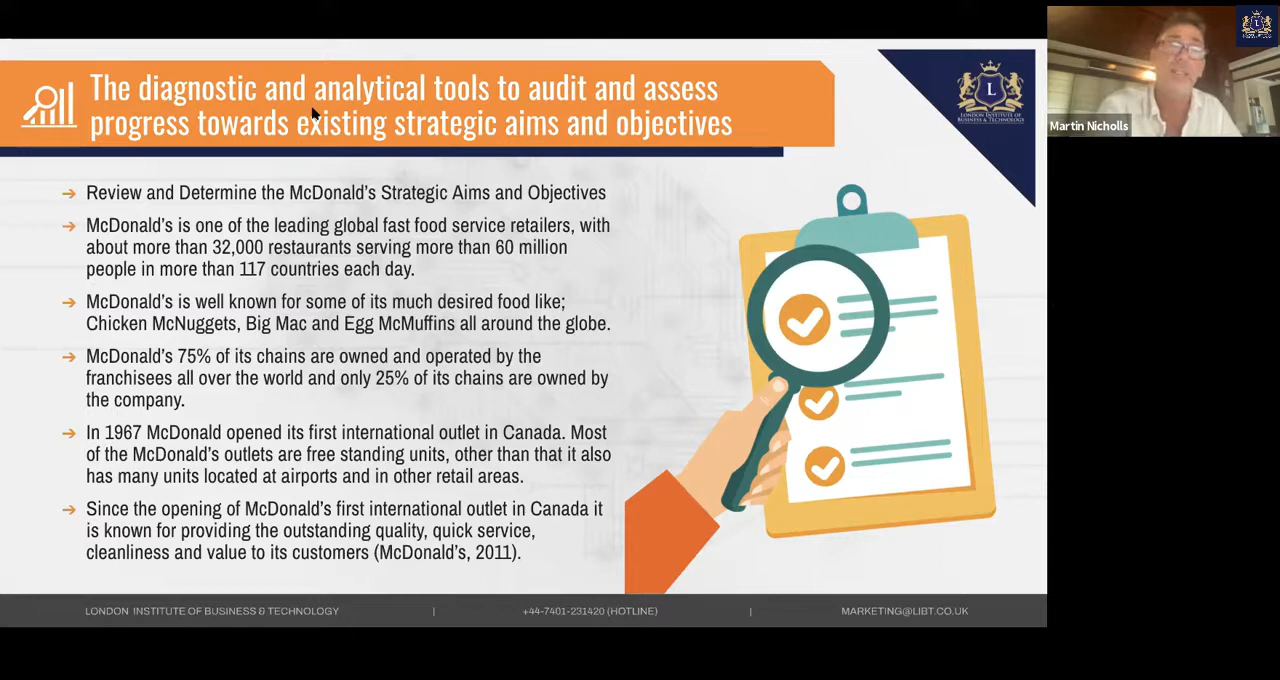 The diagnostic and analytical tools to audit and assess
progress towards existing strategic aims and objectives
L
LONDON INSTITUTE OF
BUSINESS & TECHNOLOGY
Martin Nicholls
→ Review and Determine the McDonald's Strategic Aims and Objectives
→ McDonald's is one of the leading global fast food service retailers, with
about more than 32,000 restaurants serving more than 60 million
people in more than 117 countries each day.
→ McDonald's is well known for some of its much desired food like;
Chicken McNuggets, Big Mac and Egg McMuffins all around the globe.
→ McDonald's 75% of its chains are owned and operated by the
franchisees all over the world and only 25% of its chains are owned by
the company.
→ In 1967 McDonald opened its first international outlet in Canada. Most
of the McDonald's outlets are free standing units, other than that it also
has many units located at airports and in other retail areas.
→ Since the opening of McDonald's first international outlet in Canada it
is known for providing the outstanding quality, quick service,
cleanliness and value to its customers (McDonald's, 2011).
LONDON INSTITUTE OF BUSINESS & TECHNOLOGY | +44-7401-231420 (HOTLINE) | MARKETING@LIBT.CO.UK